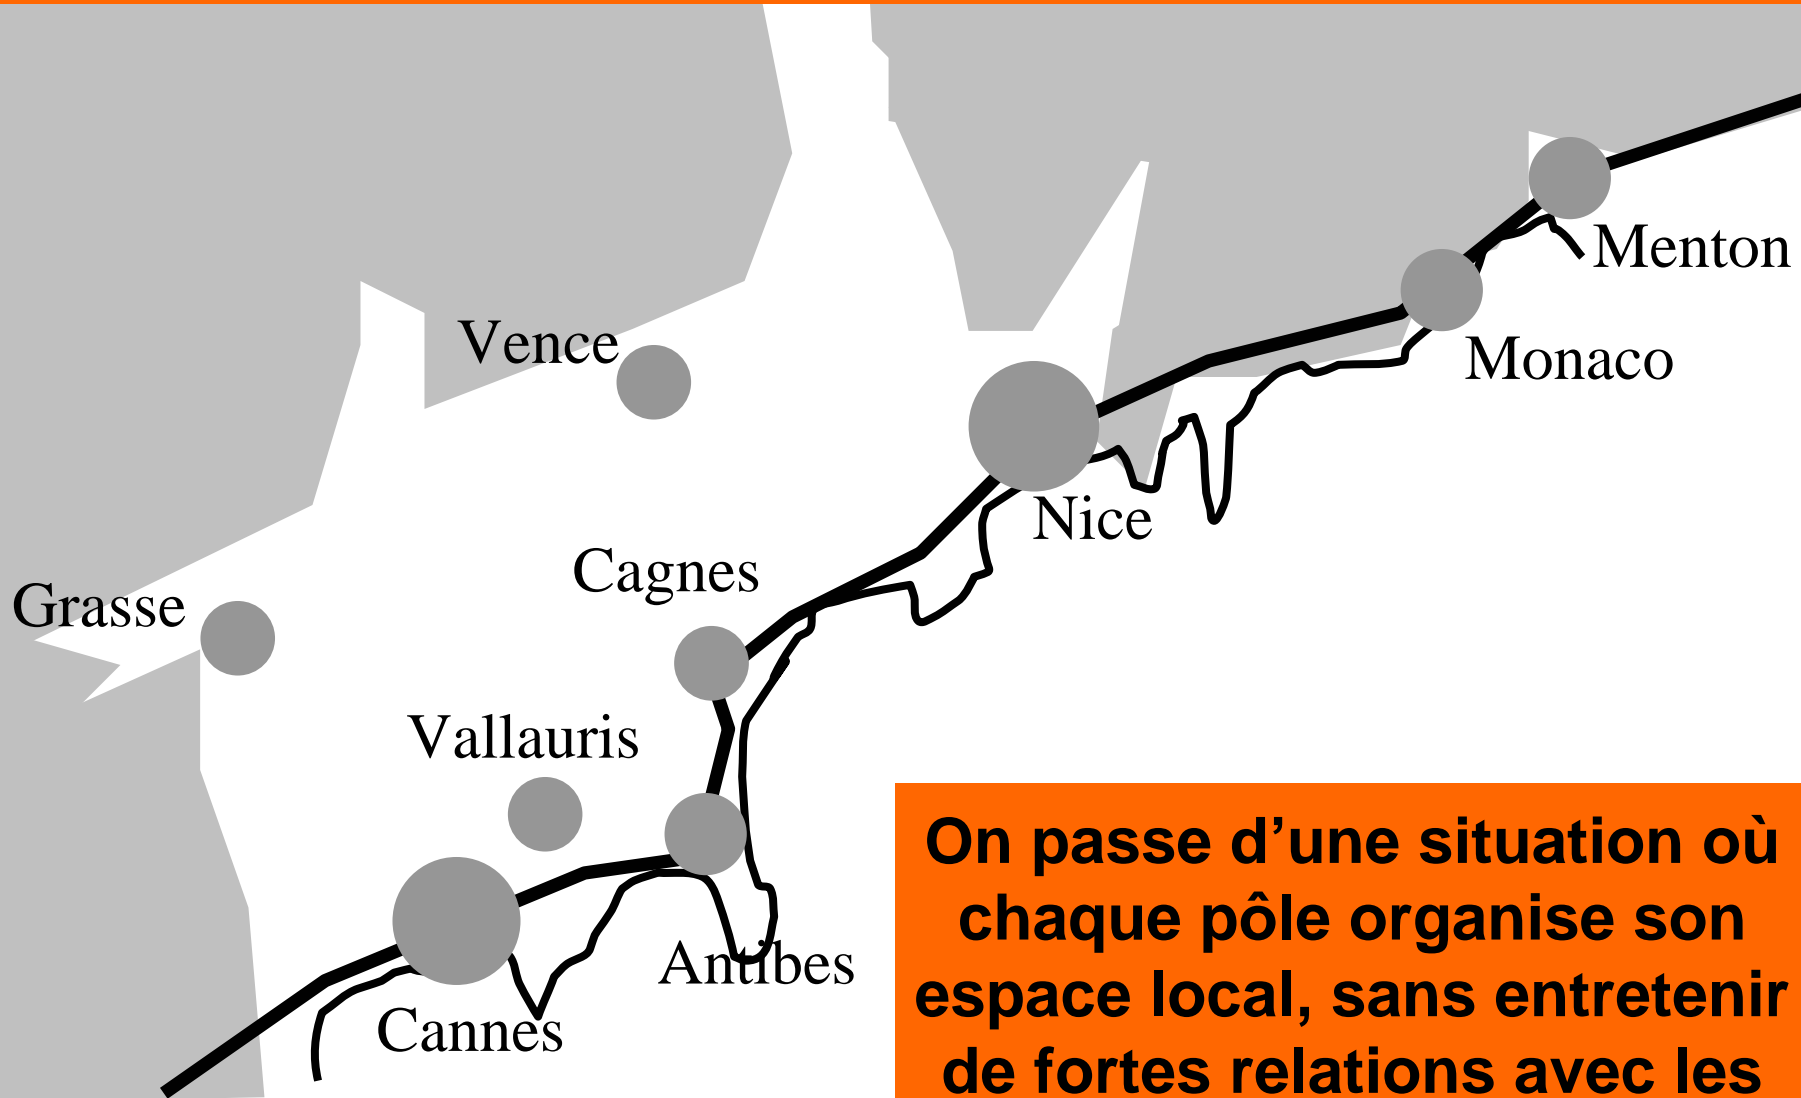 Menton
Vence
Monaco
Nice
Cagnes
Grasse
Vallauris
Antibes
Cannes
On passe d’une situation où
chaque pôle organise son
espace local, sans entretenir
de fortes relations avec les